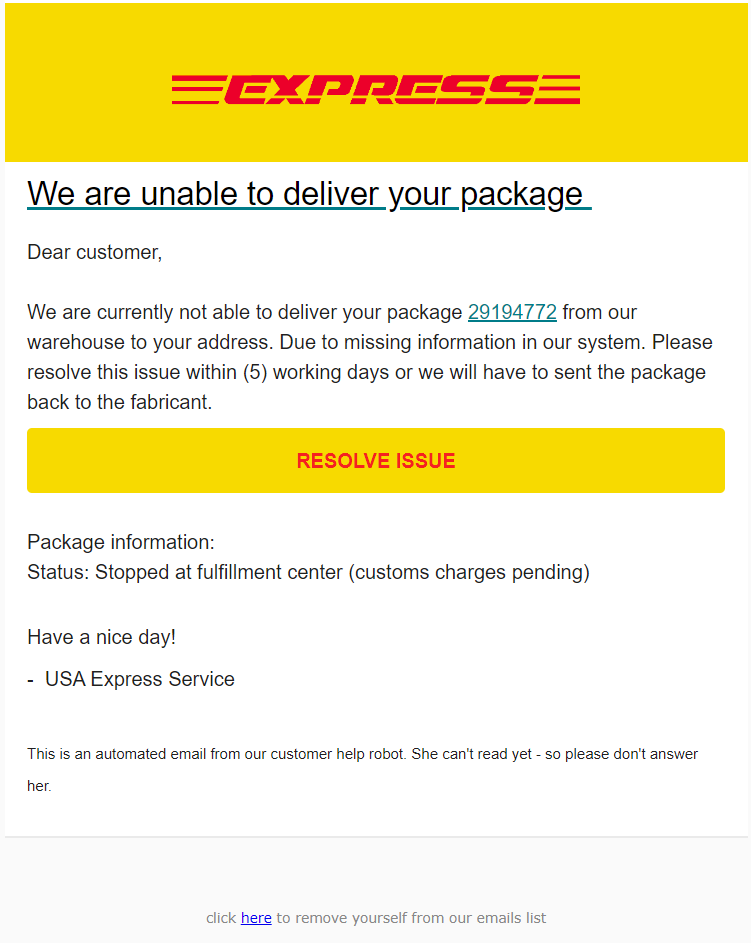 EXPRESS
We are unable to deliver your package
Dear customer,
We are currently not able to deliver your package 29194772 from our
warehouse to your address. Due to missing information in our system. Please
resolve this issue within (5) working days or we will have to sent the package
back to the fabricant.
RESOLVE ISSUE
Package information:
Status: Stopped at fulfillment center (customs charges pending)
Have a nice day!
- USA Express Service
This is an automated email from our customer help robot. She can't read yet - so please don't answer
her.
click here to remove yourself from our emails list